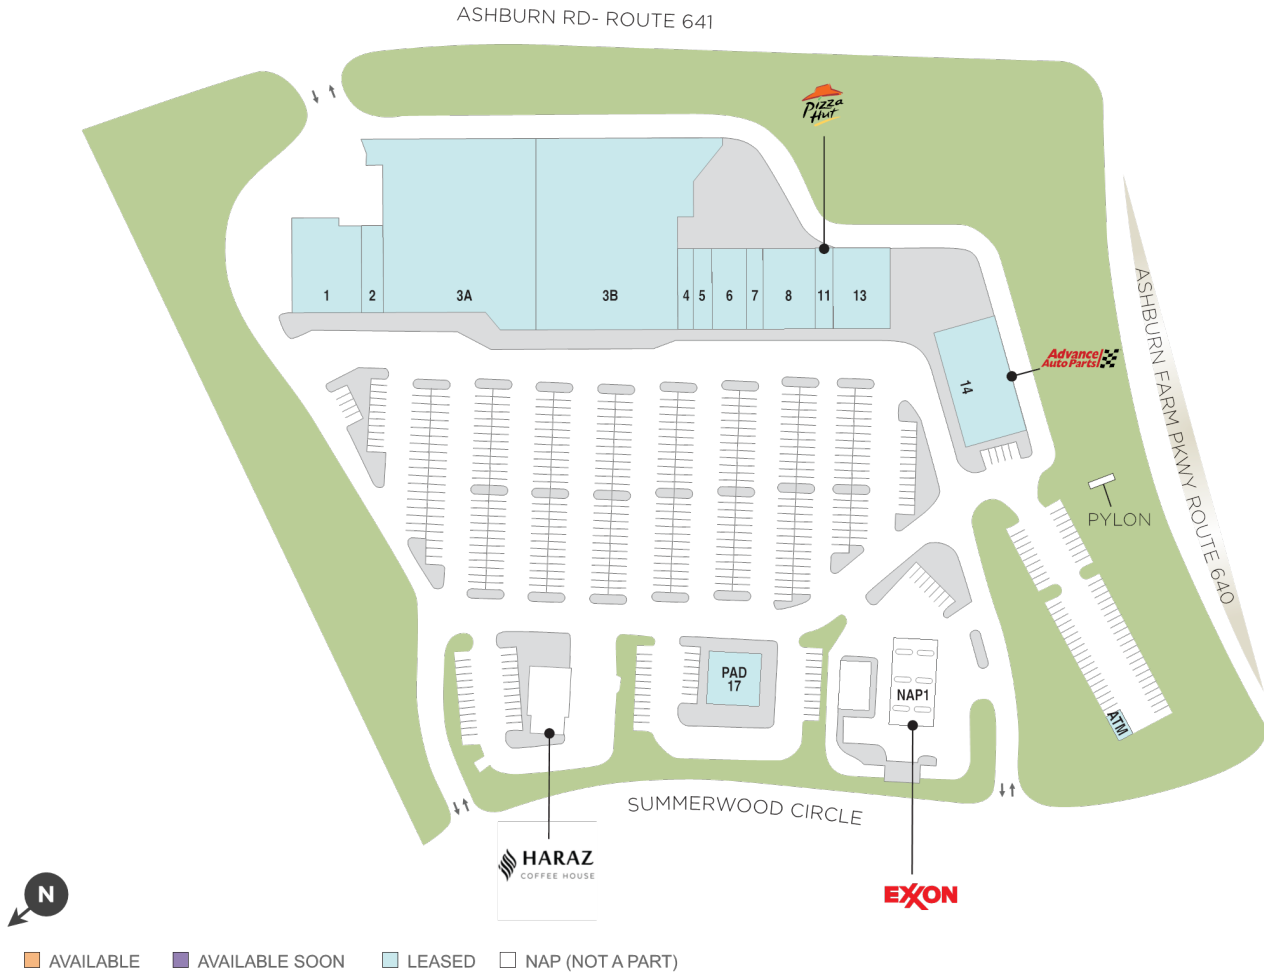 ASHBURN RD- ROUTE 641
Pizza
Hut
1
2
3A
3B
4
5
6
7
8
11
13
Advance
Auto Parts
14
ASHBURN FARM PKWY ROUTE 640
PYLON
PAD
17
NAP1
ATM
SUMMERWOOD CIRCLE
HARAZ
COFFEE HOUSE
EXXON
N
AVAILABLE
AVAILABLE SOON
LEASED
NAP (NOT A PART)